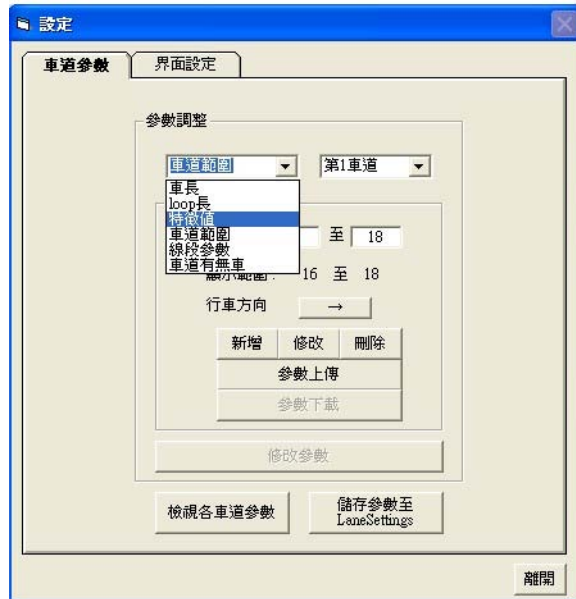 設定
車道參數 界面設定
參數調整
車道範圍 第1車道
車長
loop長
特徵值
車道範圍 至 18
線段參數
車道有無車
顯示範圍： 16 至 18
行車方向 →
新增 修改 刪除
參數上傳
參數下載
修改參數
檢視各車道參數 儲存參數至
LaneSettings
離開